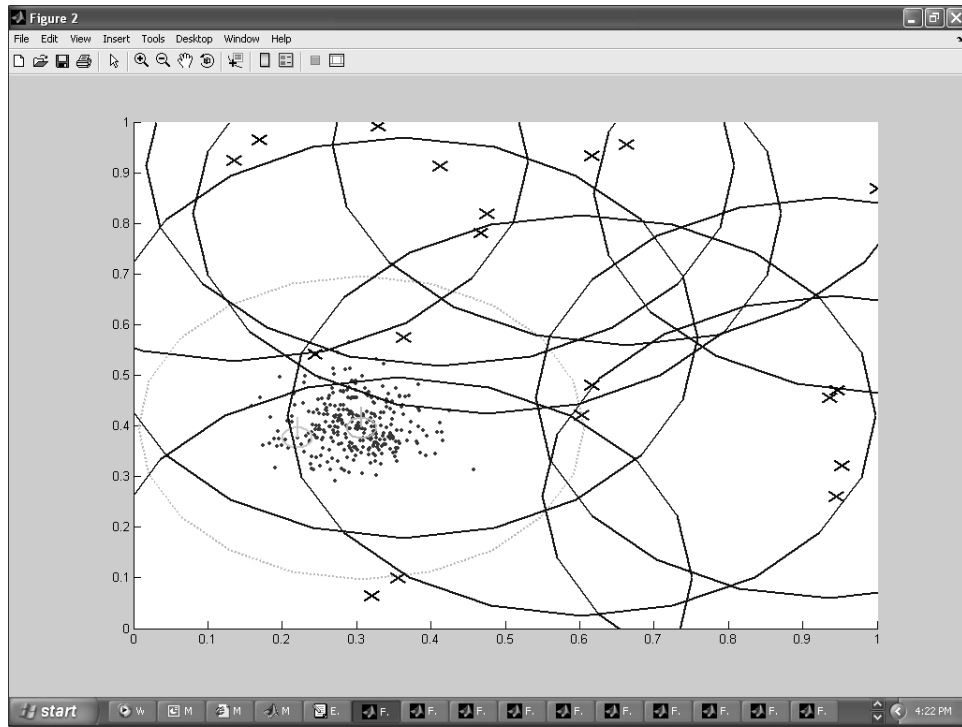 Figure 2
File Edit View Insert Tools Desktop Window Help
1
0.9
0.8
0.7
0.6
0.5
0.4
0.3
0.2
0.1
0
0 0.1 0.2 0.3 0.4 0.5 0.6 0.7 0.8 0.9 1
start W M M M E. F. F. F. F. F. F. F. F. F. F. 4:22 PM